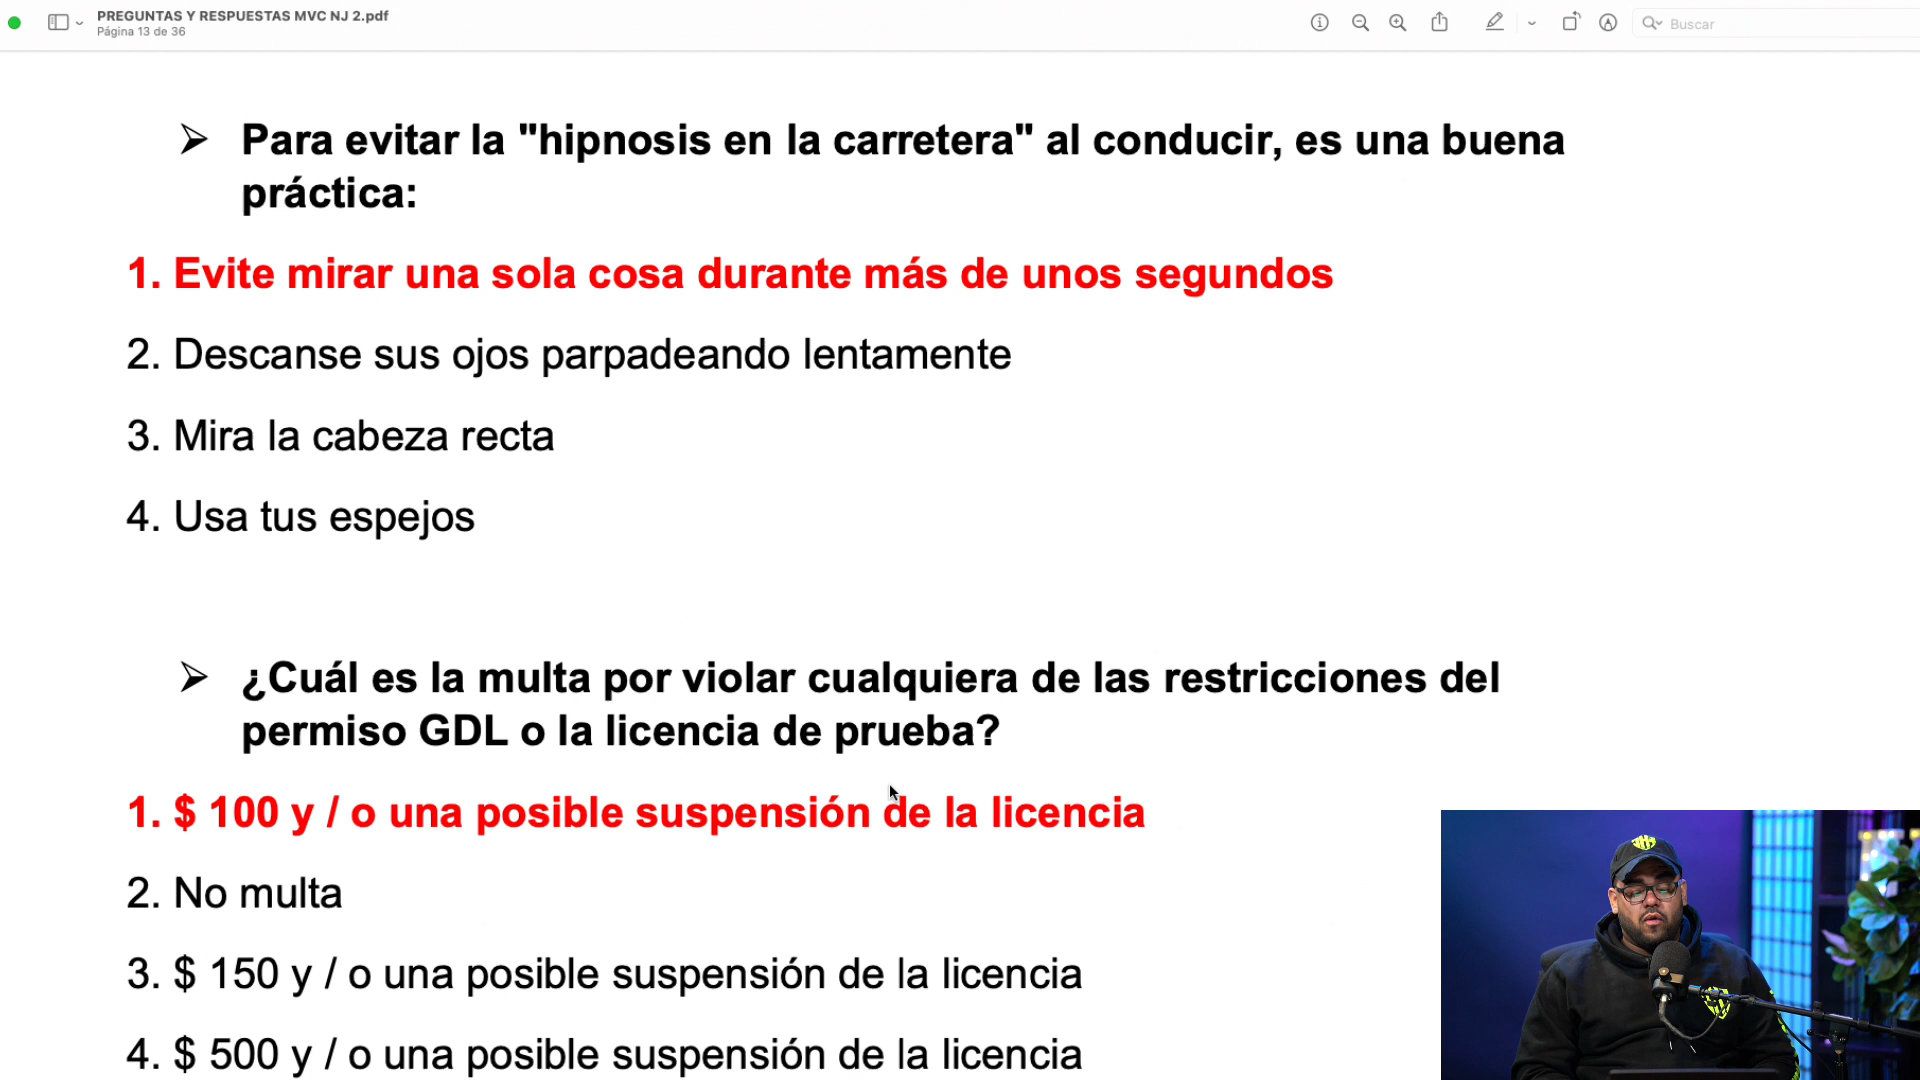 PREGUNTAS Y RESPUESTAS MVC NJ 2.pdf
Página 13 de 36
Buscar
➢ Para evitar la "hipnosis en la carretera" al conducir, es una buena
práctica:
1. Evite mirar una sola cosa durante más de unos segundos
2. Descanse sus ojos parpadeando lentamente
3. Mira la cabeza recta
4. Usa tus espejos
➢ ¿Cuál es la multa por violar cualquiera de las restricciones del
permiso GDL o la licencia de prueba?
1. $ 100 y / o una posible suspensión de la licencia
2. No multa
3. $ 150 y / o una posible suspensión de la licencia
4. $ 500 y / o una posible suspensión de la licencia